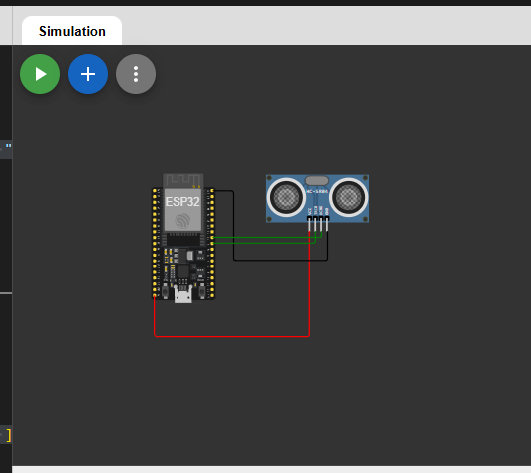 Simulation
"
ESP32
HC-SR04
]